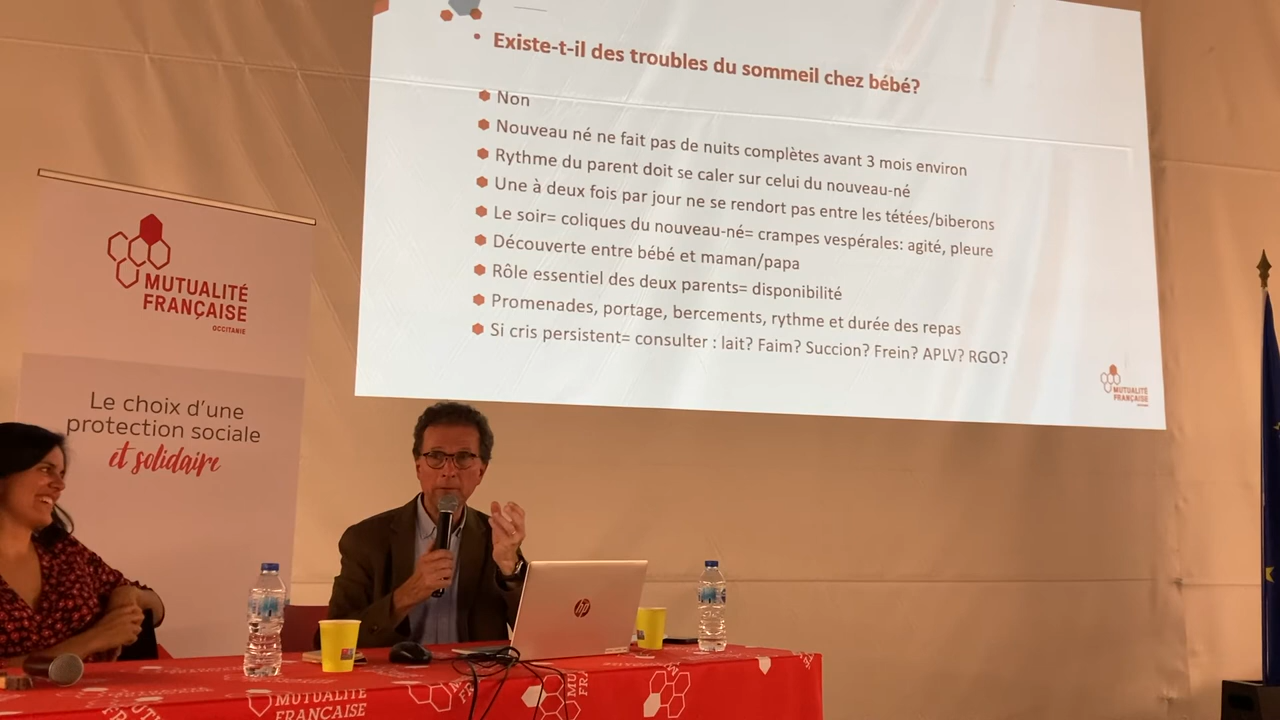 Existe-t-il des troubles du sommeil chez bébé?
Non
Nouveau né ne fait pas de nuits complètes avant 3 mois environ
Rythme du parent doit se caler sur celui du nouveau-né
Une à deux fois par jour ne se rendort pas entre les tétées/biberons
Le soir= coliques du nouveau-né= crampes vespérales: agité, pleure
Découverte entre bébé et maman/papa
Rôle essentiel des deux parents= disponibilité
Promenades, portage, bercements, rythme et durée des repas
Si cris persistent= consulter : lait? Faim? Succion? Frein? APLV? RGO?
MUTUALITÉ
FRANÇAISE
MUTUALITÉ
FRANÇAISE
OCCITANIE
Le choix d'une
protection sociale
et solidaire
hp
MUTUALITÉ
FRANÇAISE